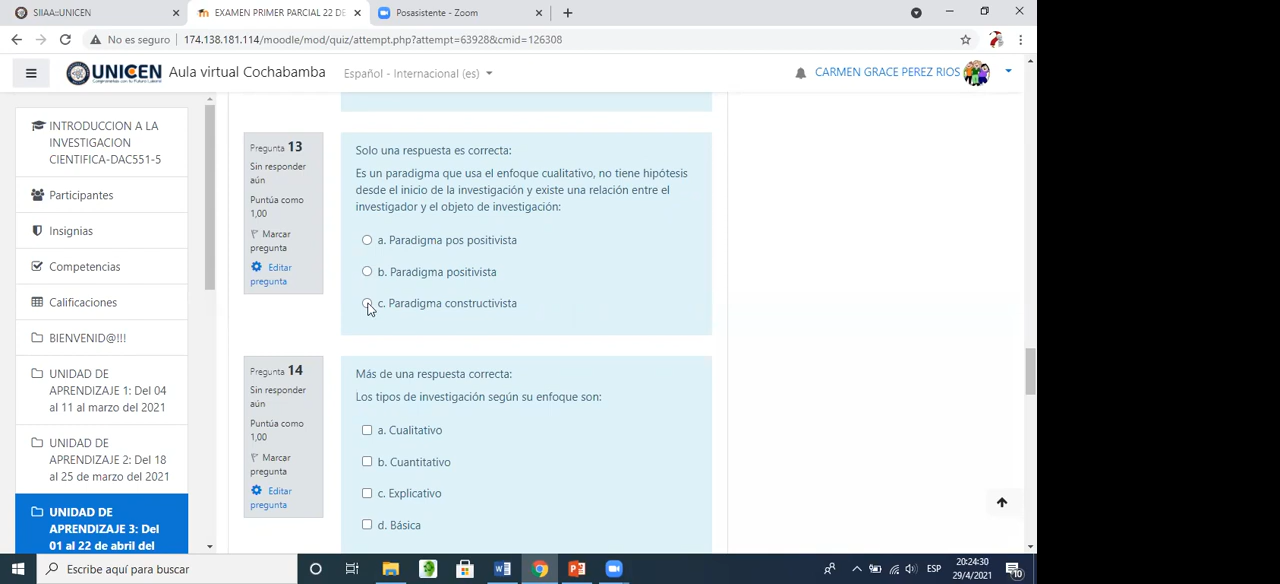 SIIAA::UNICEN
EXAMEN PRIMER PARCIAL 22 DE
Posasistente - Zoom
No es seguro
174.138.181.114/moodle/mod/quiz/attempt.php?attempt=63928&cmid=126308
UNICEN
Aula virtual Cochabamba
Español - Internacional (es)
CARMEN GRACE PEREZ RIOS
INTRODUCCION A LA
INVESTIGACION
CIENTIFICA-DAC551-5
Participantes
Insignias
Competencias
Calificaciones
BIENVENID@!!!
UNIDAD DE
APRENDIZAJE 1: Del 04
al 11 al marzo del 2021
UNIDAD DE
APRENDIZAJE 2: Del 18
al 25 de marzo del 2021
UNIDAD DE
APRENDIZAJE 3: Del
01 al 22 de abril del
Pregunta 13
Sin responder
aún
Puntúa como
1,00
Marcar
pregunta
Editar
pregunta
Solo una respuesta es correcta:
Es un paradigma que usa el enfoque cualitativo, no tiene hipótesis
desde el inicio de la investigación y existe una relación entre el
investigador y el objeto de investigación:
a. Paradigma pos positivista
b. Paradigma positivista
c. Paradigma constructivista
Pregunta 14
Sin responder
aún
Puntúa como
1,00
Marcar
pregunta
Editar
pregunta
Más de una respuesta correcta:
Los tipos de investigación según su enfoque son:
a. Cualitativo
b. Cuantitativo
c. Explicativo
d. Básica
Escribe aquí para buscar
ESP
20:24:30
29/4/2021
10